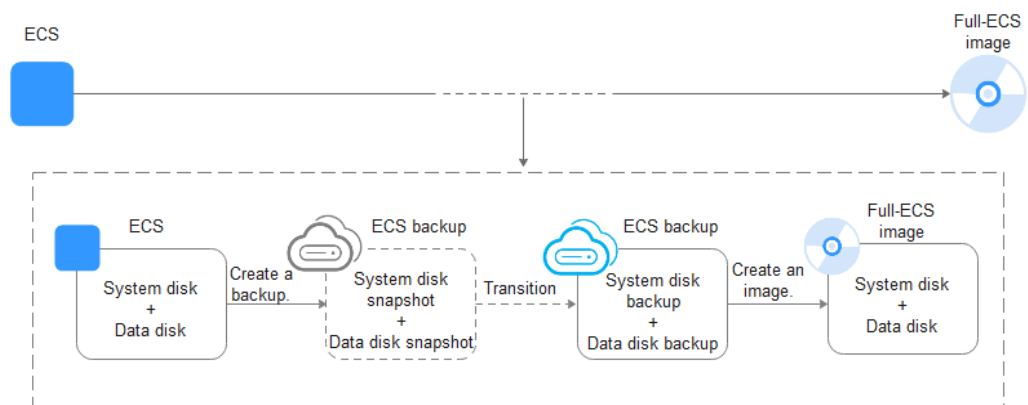 ECS
Full-ECS
image
ECS
ECS backup
ECS backup
Full-ECS
image
System disk
+
Data disk
Create a
backup.
System disk
snapshot
+
Data disk snapshot
Transition
System disk
backup
+
Data disk backup
Create an
image.
System disk
+
Data disk